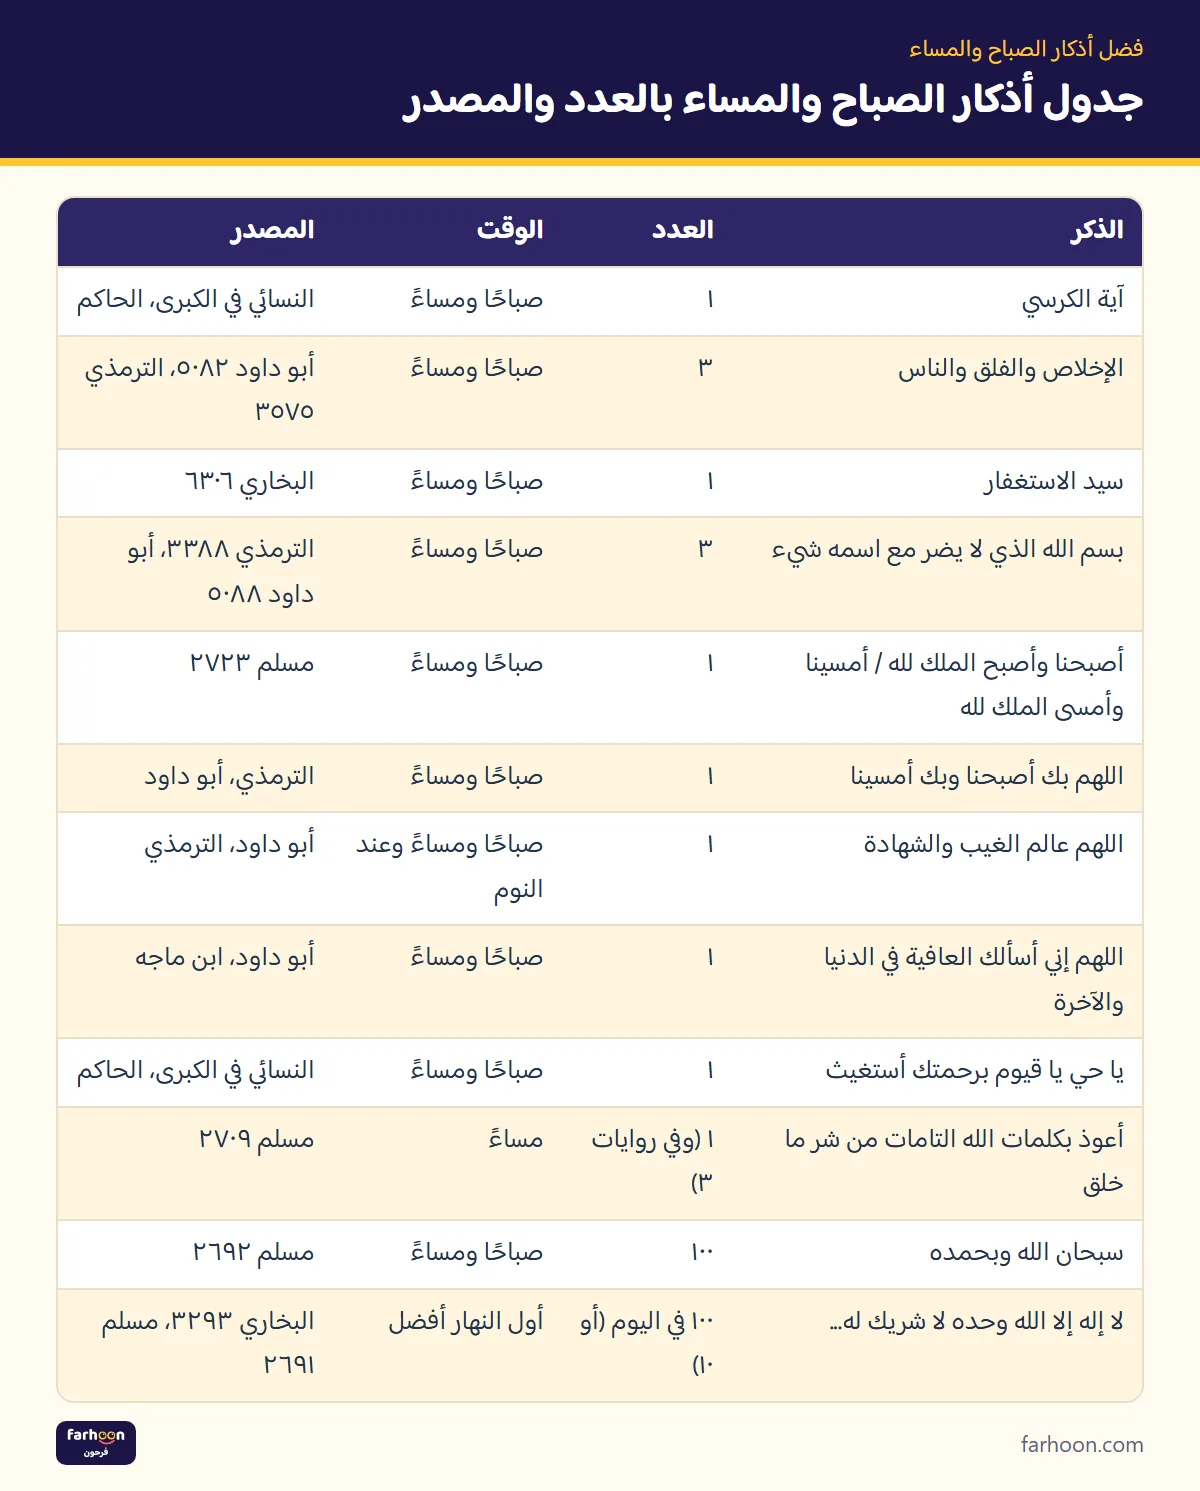 فضل أذكار الصباح والمساء
جدول أذكار الصباح والمساء بالعدد والمصدر
الذكر العدد الوقت المصدر
آية الكرسي ١ صباحًا ومساءً النسائي في الكبرى، الحاكم
الإخلاص والفلق والناس ٣ صباحًا ومساءً أبو داود ٥٠٨٢، الترمذي
٣٥٧٥
سيد الاستغفار ١ صباحًا ومساءً البخاري ٦٣٠٦
بسم الله الذي لا يضر مع اسمه شيء ٣ صباحًا ومساءً الترمذي ٣٣٨٨، أبو
داود ٥٠٨٨
أصبحنا وأصبح الملك لله / أمسينا ١ صباحًا ومساءً مسلم ٢٧٢٣
وأمسى الملك لله
اللهم بك أصبحنا وبك أمسينا ١ صباحًا ومساءً الترمذي، أبو داود
اللهم عالم الغيب والشهادة ١ صباحًا ومساءً وعند أبو داود، الترمذي
النوم
اللهم إني أسألك العافية في الدنيا ١ صباحًا ومساءً أبو داود، ابن ماجه
والآخرة
يا حي يا قيوم برحمتك أستغيث ١ صباحًا ومساءً النسائي في الكبرى، الحاكم
أعوذ بكلمات الله التامات من شر ما ١ (وفي روايات مساءً مسلم ٢٧٠٩
خلق ٣)
سبحان الله وبحمده ١٠٠ صباحًا ومساءً مسلم ٢٦٩٢
لا إله إلا الله وحده لا شريك له... ١٠٠ في اليوم (أو أول النهار أفضل البخاري ٣٢٩٣، مسلم
١٠) ٢٦٩١
farhoon.com
farhoon
فرحون